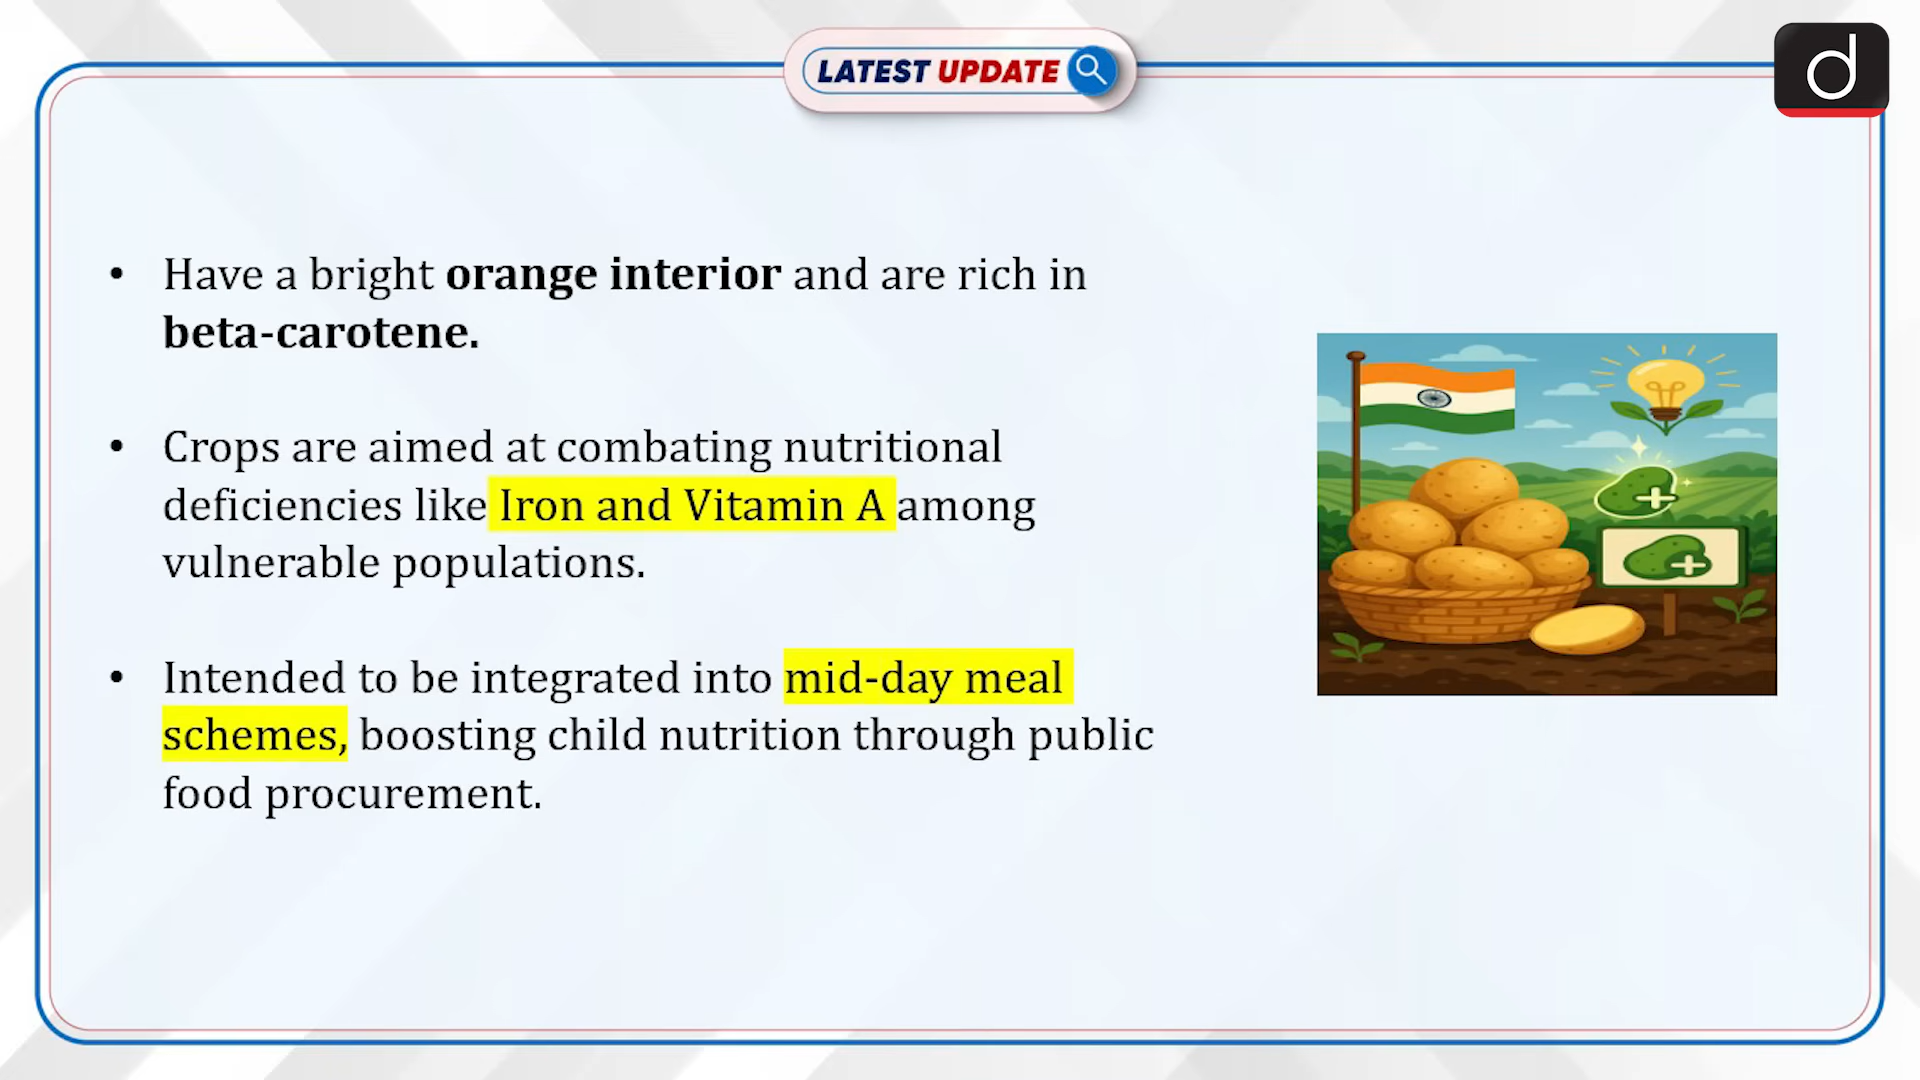 LATEST UPDATE
d
• Have a bright orange interior and are rich in
beta-carotene.
• Crops are aimed at combating nutritional
deficiencies like Iron and Vitamin A among
vulnerable populations.
• Intended to be integrated into mid-day meal
schemes, boosting child nutrition through public
food procurement.